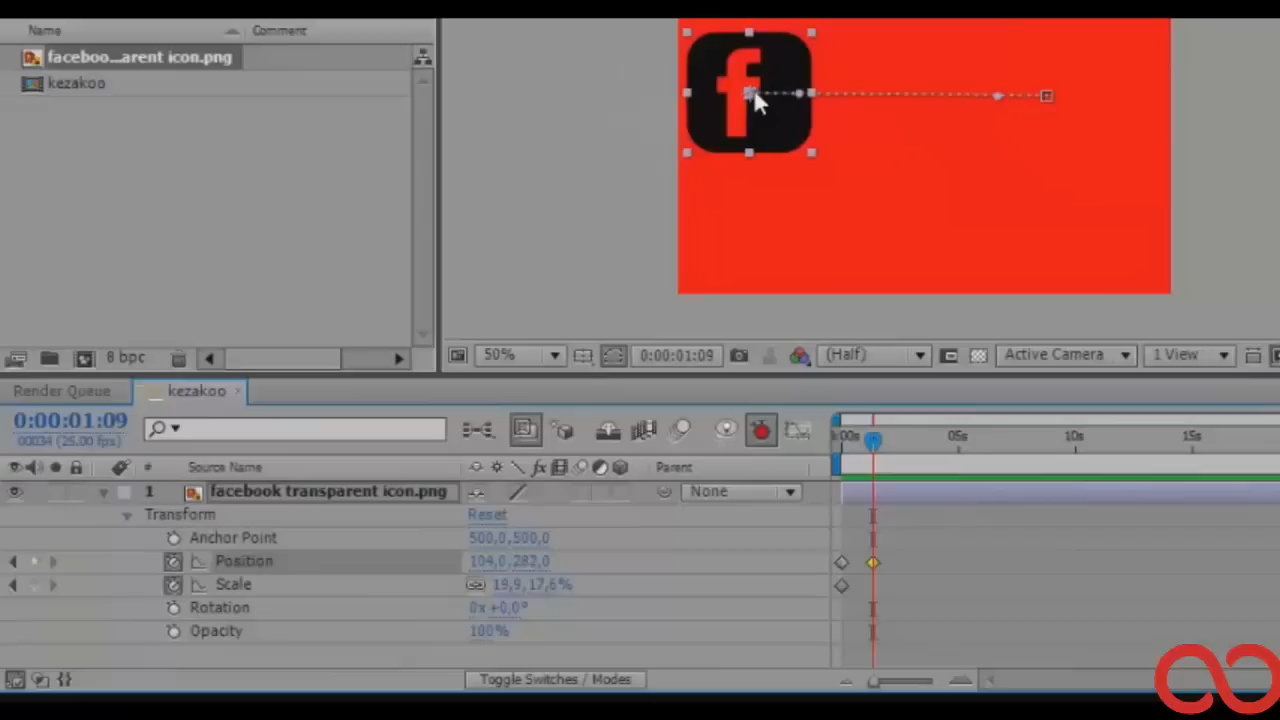 Name
Comment
faceboo...arent icon.png
kezakoo
f
8 bpc
50%
0:00:01:09
(Half)
Active Camera
1 View
Render Queue
kezakoo ×
0:00:01:09
00034 (25.00 fps)
:00s
05s
10s
15s
#
Source Name
fx
Parent
1
facebook transparent icon.png
None
Transform
Reset
Anchor Point
500,0,500,0
Position
104,0,282,0
Scale
19,9,17,6%
Rotation
0x +0,0°
Opacity
100%
Toggle Switches / Modes